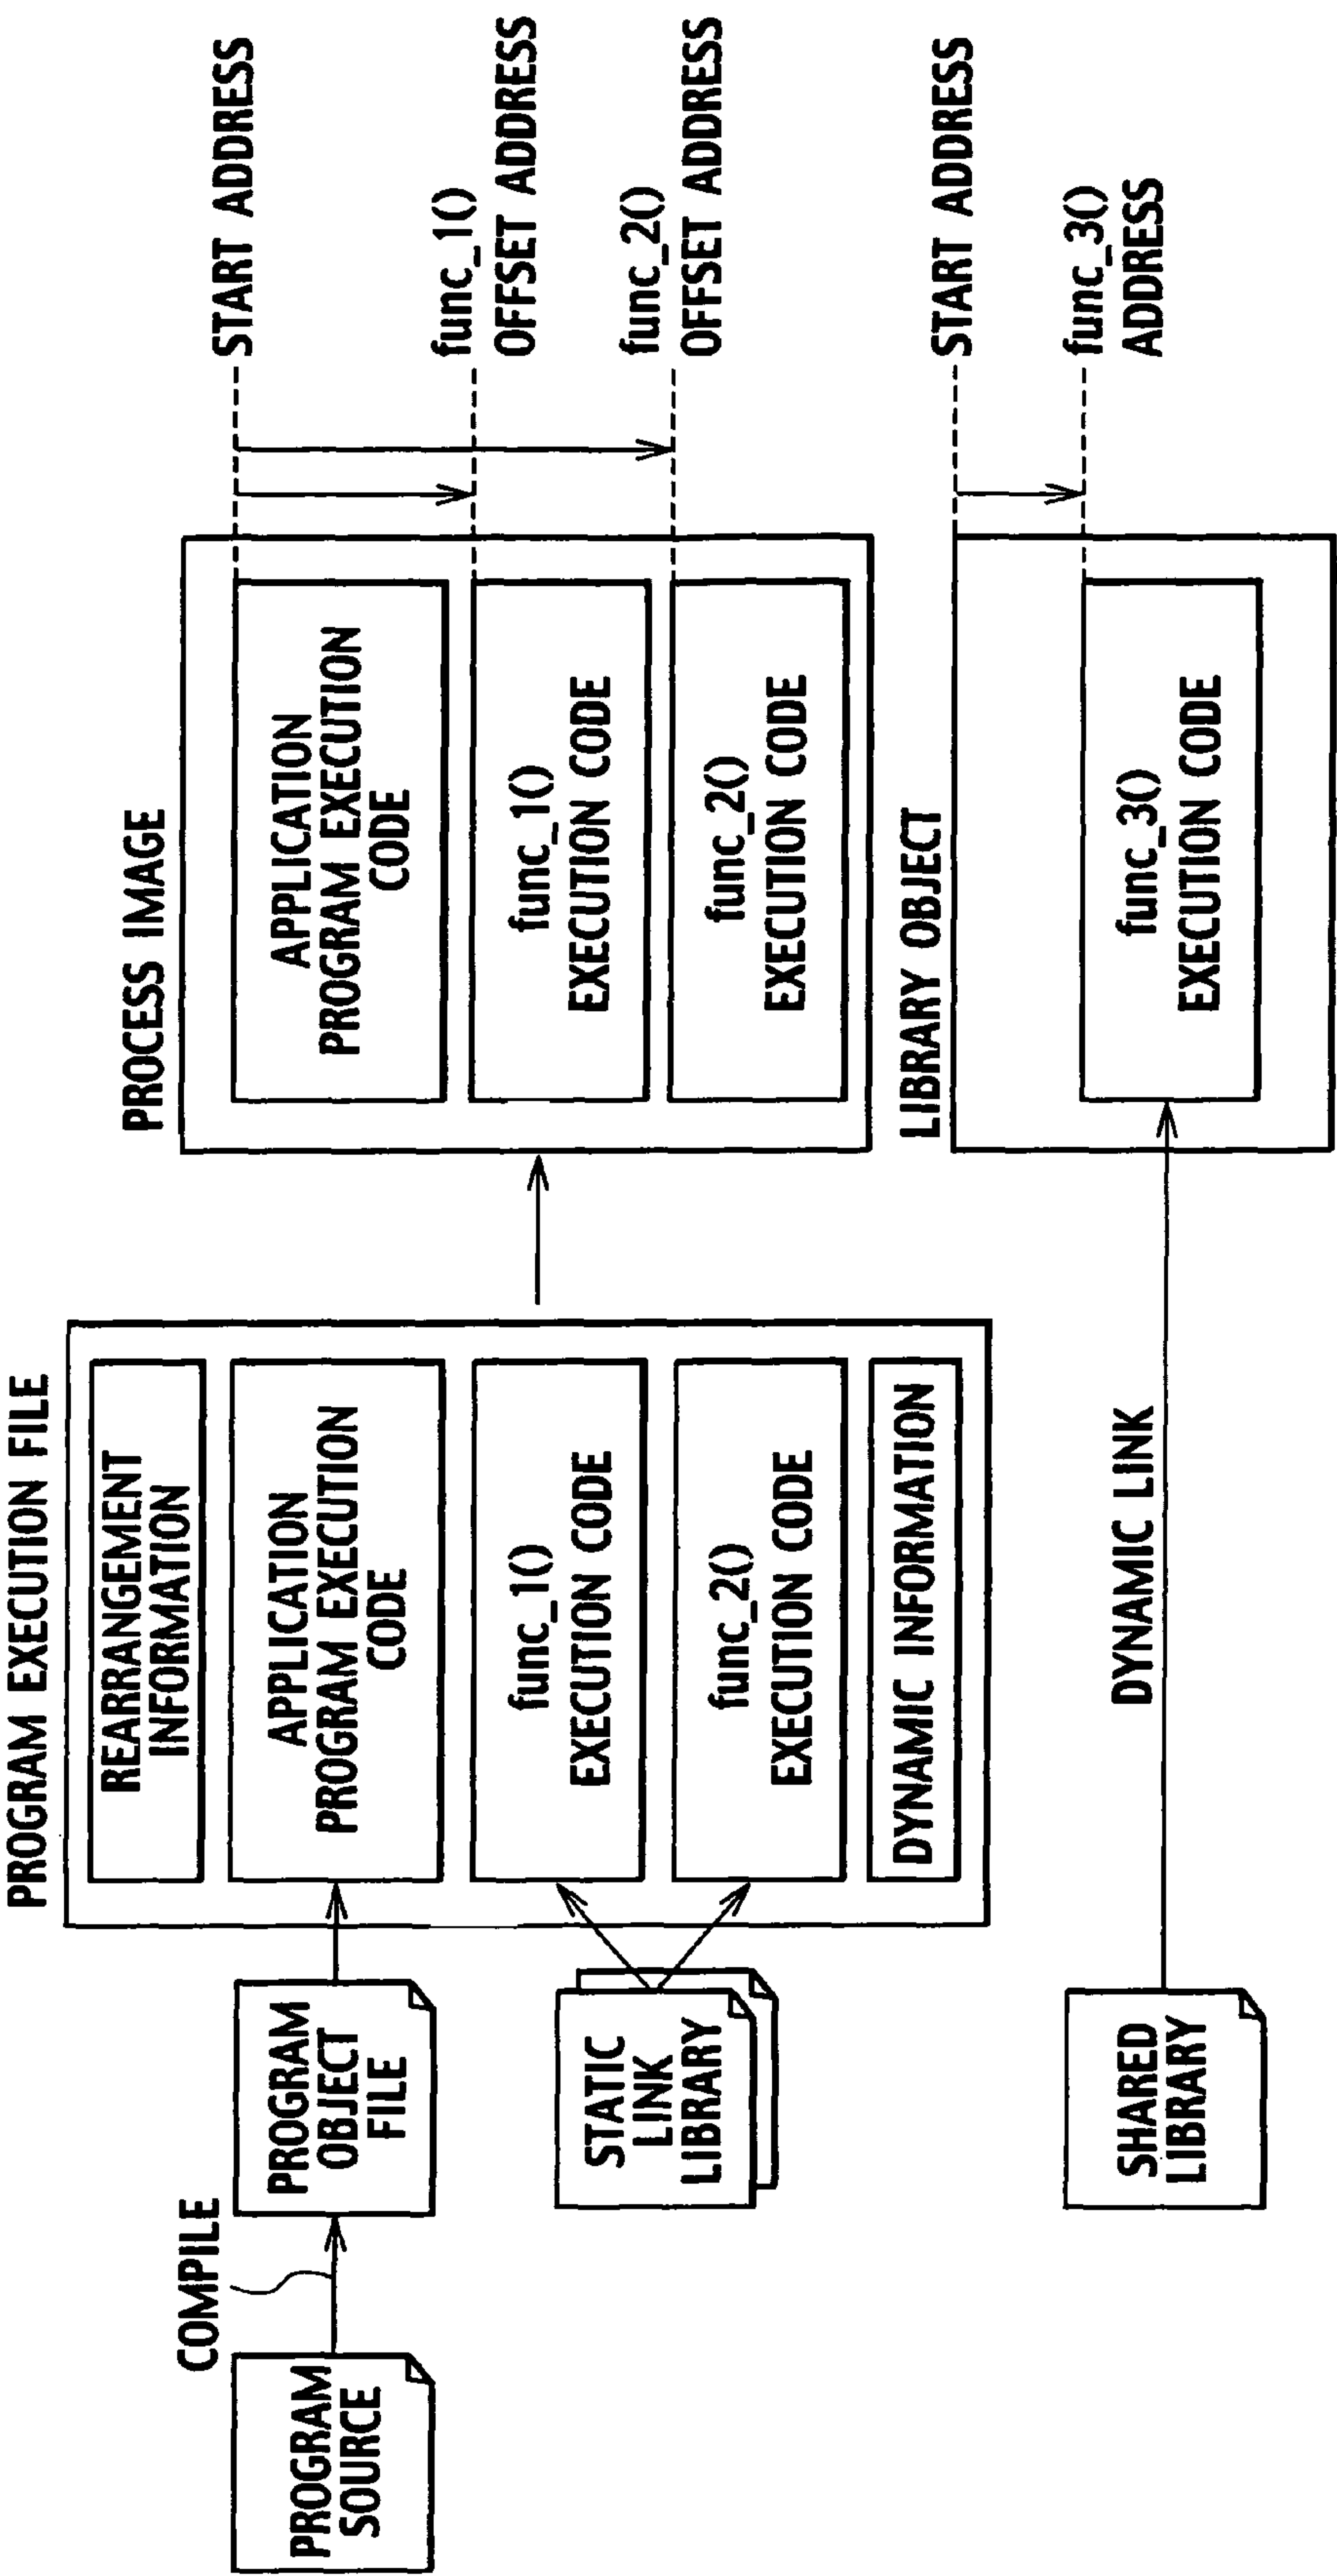 COMPILE
PROGRAM
SOURCE
PROGRAM
OBJECT
FILE
STATIC
LINK
LIBRARY
SHARED
LIBRARY
PROGRAM EXECUTION FILE
REARRANGEMENT
INFORMATION
APPLICATION
PROGRAM EXECUTION
CODE
func_1()
EXECUTION CODE
func_2()
EXECUTION CODE
DYNAMIC INFORMATION
DYNAMIC LINK
PROCESS IMAGE
APPLICATION
PROGRAM EXECUTION
CODE
func_1()
EXECUTION CODE
func_2()
EXECUTION CODE
LIBRARY OBJECT
func_3()
EXECUTION CODE
START ADDRESS
func_1()
OFFSET ADDRESS
func_2()
OFFSET ADDRESS
START ADDRESS
func_3()
ADDRESS